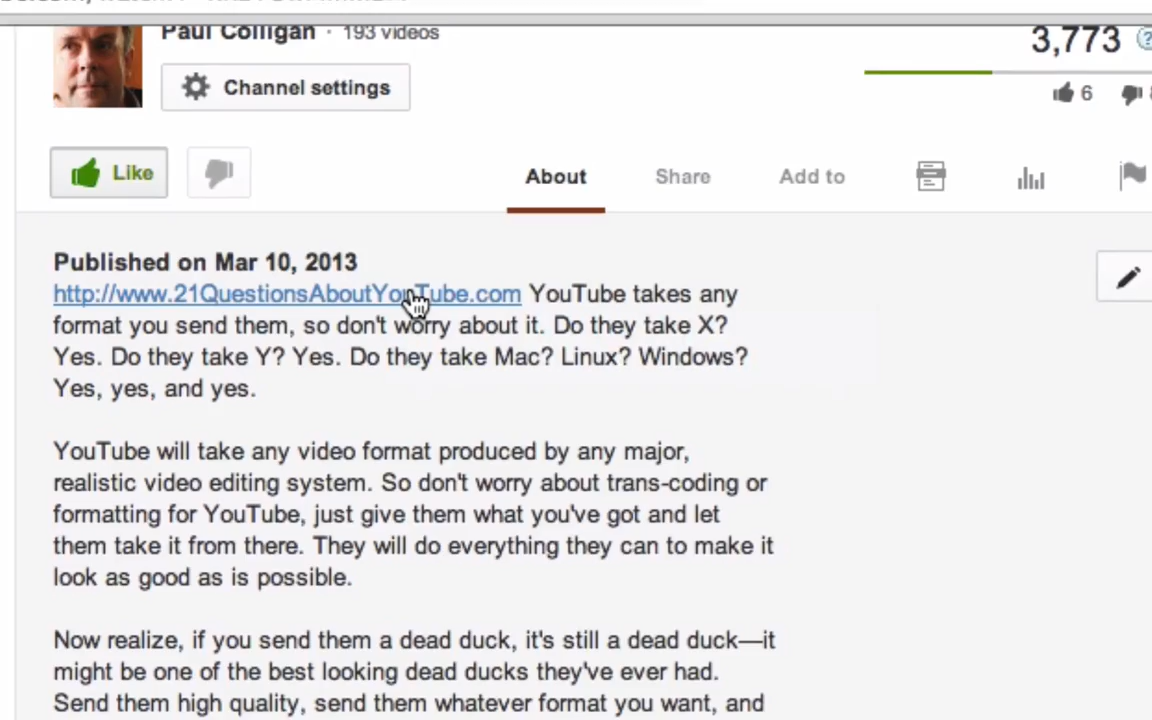 Paul Colligan · 193 videos
3,773
Channel settings
6
Like
About
Share
Add to
Published on Mar 10, 2013
http://www.21QuestionsAboutYouTube.com YouTube takes any
format you send them, so don't worry about it. Do they take X?
Yes. Do they take Y? Yes. Do they take Mac? Linux? Windows?
Yes, yes, and yes.
YouTube will take any video format produced by any major,
realistic video editing system. So don't worry about trans-coding or
formatting for YouTube, just give them what you've got and let
them take it from there. They will do everything they can to make it
look as good as is possible.
Now realize, if you send them a dead duck, it's still a dead duck—it
might be one of the best looking dead ducks they've ever had.
Send them high quality, send them whatever format you want, and